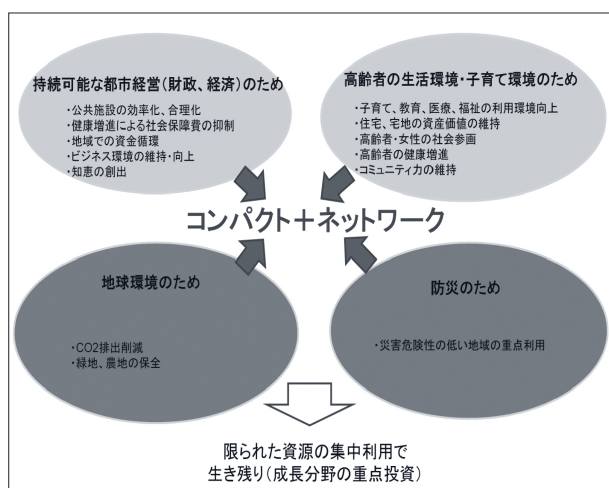 持続可能な都市経営（財政、経済）のため
・公共施設の効率化、合理化
・健康増進による社会保障費の抑制
・地域での資金循環
・ビジネス環境の維持・向上
・知恵の創出
高齢者の生活環境・子育て環境のため
・子育て、教育、医療、福祉の利用環境向上
・住宅、宅地の資産価値の維持
・高齢者・女性の社会参画
・高齢者の健康増進
・コミュニティ力の維持
コンパクト＋ネットワーク
地球環境のため
・CO2排出削減
・緑地、農地の保全
防災のため
・災害危険性の低い地域の重点利用
限られた資源の集中利用で
生き残り（成長分野の重点投資）